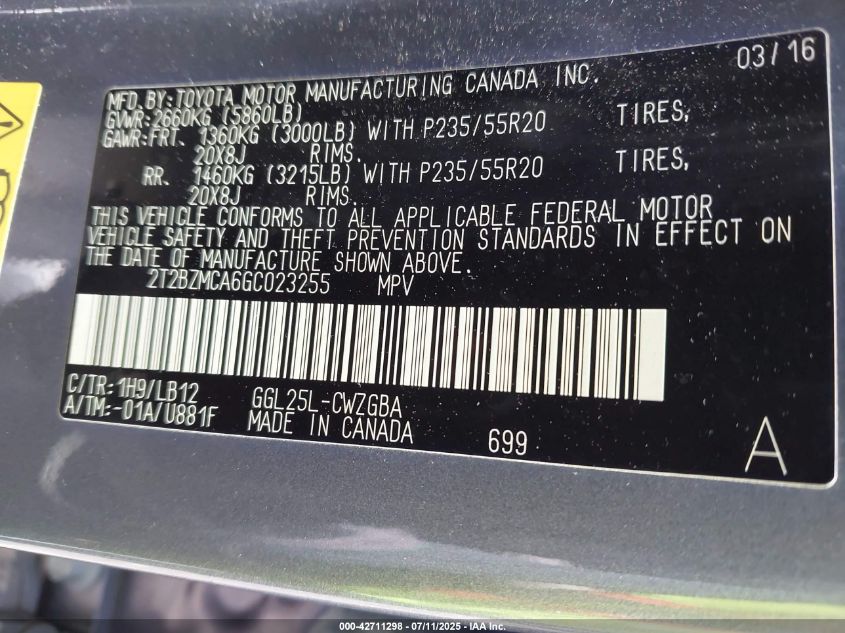 03/16
MFD. BY: TOYOTA MOTOR MANUFACTURING CANADA INC.
GVWR: 2660KG (5860LB)
GAWR: FRT. 1360KG (3000LB) WITH P235/55R20 TIRES,
20X8J RIMS.
RR. 1460KG (3215LB) WITH P235/55R20 TIRES,
20X8J RIMS.
THIS VEHICLE CONFORMS TO ALL APPLICABLE FEDERAL MOTOR
VEHICLE SAFETY AND THEFT PREVENTION STANDARDS IN EFFECT ON
THE DATE OF MANUFACTURE SHOWN ABOVE.
2T2BZMCA6GC023255 MPV
C/TR: 1H9/LB12 GGL25L-CWZGBA
A/TM: -01A/U881F MADE IN CANADA 699 A
000-42711298 - 07/11/2025 - IAA Inc.